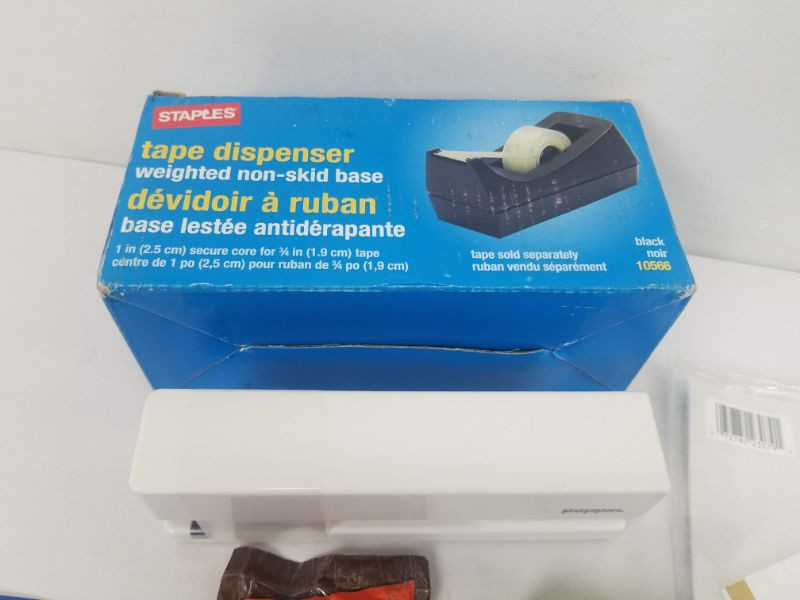 STAPLES
tape dispenser
weighted non-skid base
dévidoir à ruban
base lestée antidérapante
1 in (2.5 cm) secure core for ¾ in (1.9 cm) tape
centre de 1 po (2,5 cm) pour ruban de ¾ po (1,9 cm)
tape sold separately
ruban vendu séparément
black
noir
10566
poppin.